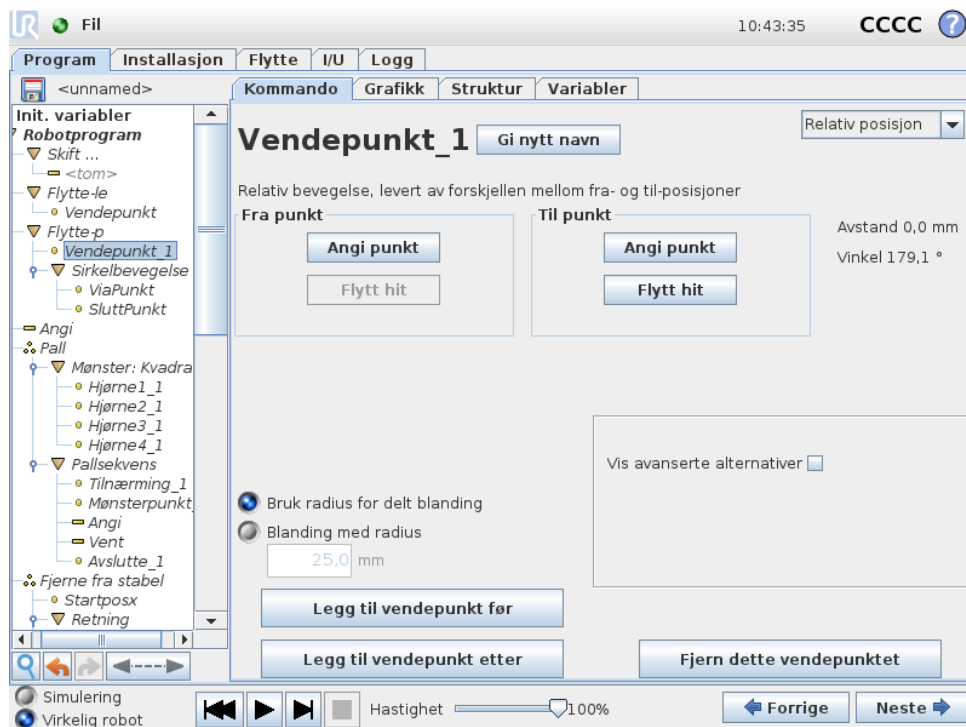 UR Fil 10:43:35 CCCC ?
Program Installasjon Flytte I/U Logg
<unnamed>
Kommando Grafikk Struktur Variabler
Init. variabler
Robotprogram
Skift ...
<tom>
Flytte-le
Vendepunkt
Flytte-p
Vendepunkt_1
Sirkelbevegelse
ViaPunkt
SluttPunkt
Angi
Pall
Mønster: Kvadra
Hjørne1_1
Hjørne2_1
Hjørne3_1
Hjørne4_1
Pallsekvens
Tilnærming_1
Mønsterpunkt_
Angi
Vent
Avslutte_1
Fjerne fra stabel
Startposx
Retning
Vendepunkt_1 Gi nytt navn
Relativ posisjon
Relativ bevegelse, levert av forskjellen mellom fra- og til-posisjoner
Fra punkt
Angi punkt
Flytt hit
Til punkt
Angi punkt
Flytt hit
Avstand 0,0 mm
Vinkel 179,1 °
Vis avanserte alternativer
Bruk radius for delt blanding
Blanding med radius
25,0 mm
Legg til vendepunkt før
Legg til vendepunkt etter
Fjern dette vendepunktet
Simulering
Virkelig robot
Hastighet 100%
Forrige Neste